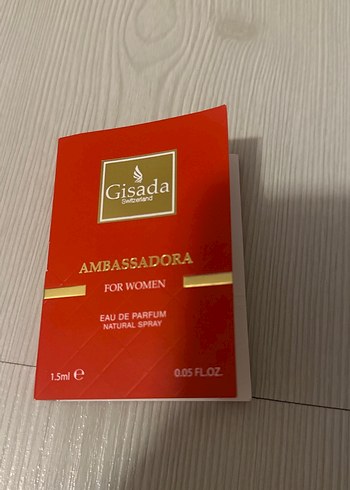 Gisada
Switzerland
AMBASSADORA
FOR WOMEN
EAU DE PARFUM
NATURAL SPRAY
1.5ml ℮
0.05 FL.OZ.